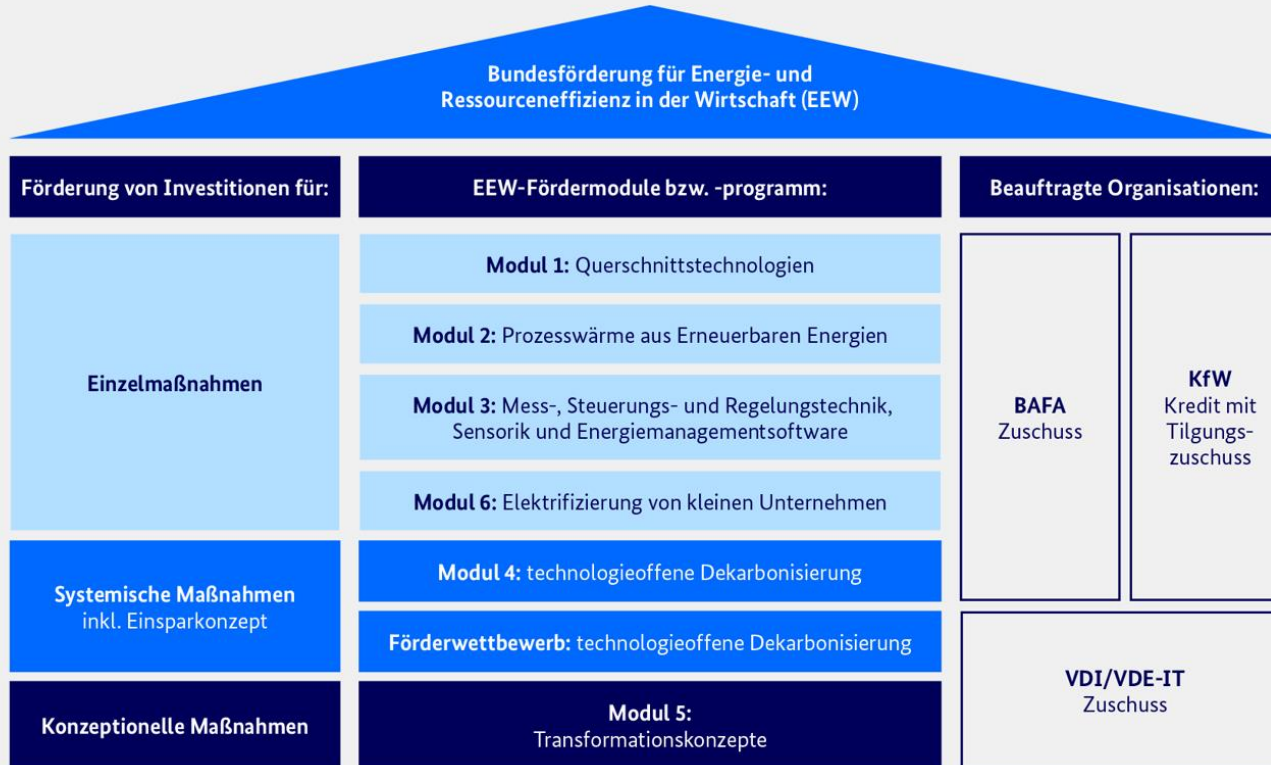 Bundesförderung für Energie- und
Ressourceneffizienz in der Wirtschaft (EEW)
Förderung von Investitionen für:
EEW-Fördermodule bzw. -programm:
Beauftragte Organisationen:
Einzelmaßnahmen
Modul 1: Querschnittstechnologien
Modul 2: Prozesswärme aus Erneuerbaren Energien
Modul 3: Mess-, Steuerungs- und Regelungstechnik,
Sensorik und Energiemanagementsoftware
Modul 6: Elektrifizierung von kleinen Unternehmen
BAFA
Zuschuss
KfW
Kredit mit
Tilgungs-
zuschuss
Systemische Maßnahmen
inkl. Einsparkonzept
Modul 4: technologieoffene Dekarbonisierung
Förderwettbewerb: technologieoffene Dekarbonisierung
VDI/VDE-IT
Zuschuss
Konzeptionelle Maßnahmen
Modul 5:
Transformationskonzepte